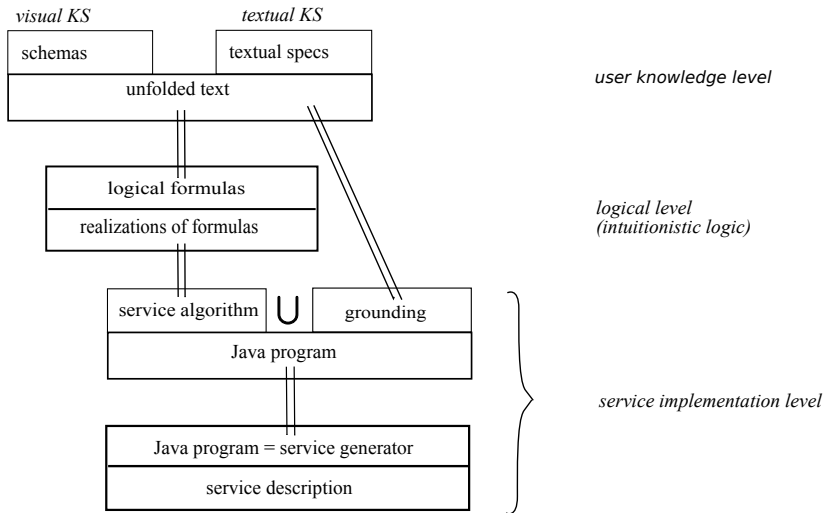 visual KS
textual KS
schemas
textual specs
unfolded text
user knowledge level
logical formulas
realizations of formulas
logical level
(intuitionistic logic)
service algorithm
∪
grounding
Java program
service implementation level
Java program = service generator
service description